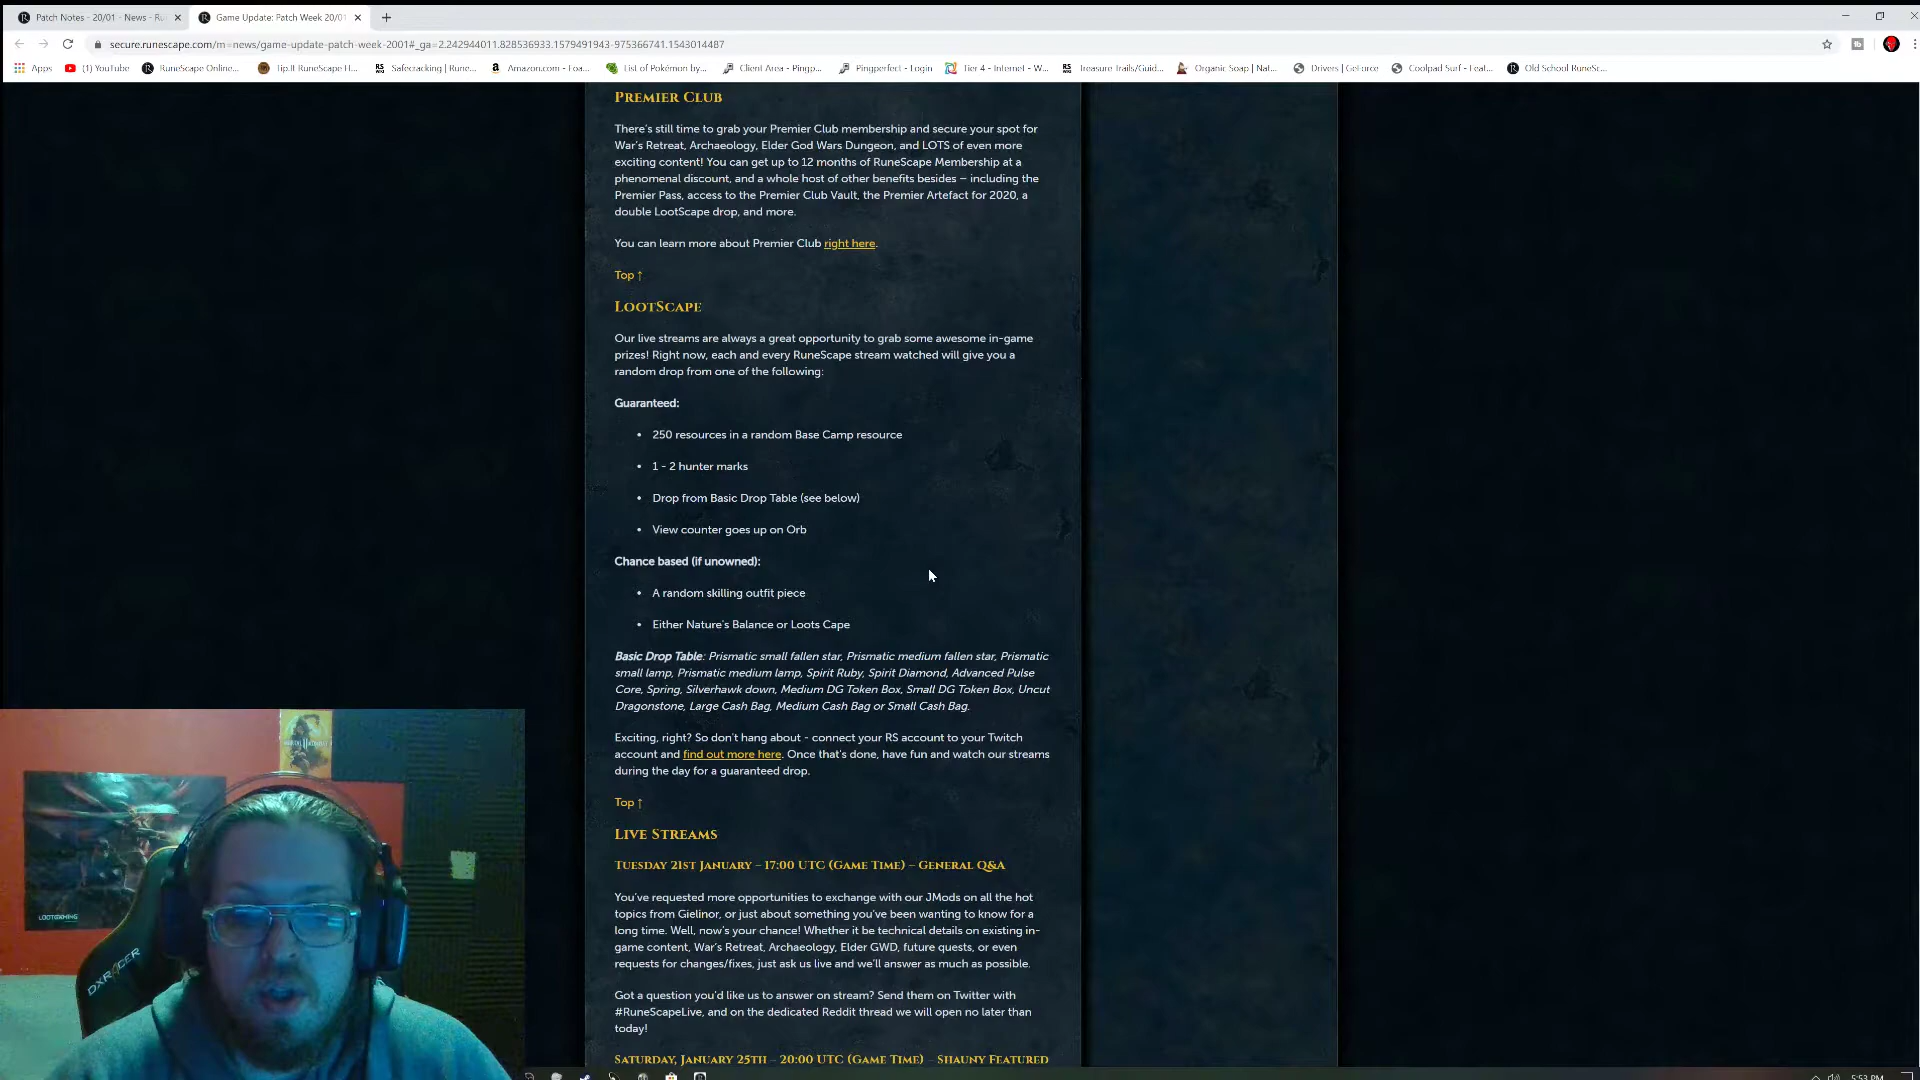 Patch Notes - 20/01 - News - Ru
Game Update: Patch Week 20/01
secure.runescape.com/m=news/game-update-patch-week-2001#_ga=2.242944011.828536933.1579491943-975366741.1543014487
Apps
(1) YouTube
RuneScape Online...
Tip.It RuneScape H...
Safecracking | Rune...
Amazon.com - Foa...
List of Pokémon by...
Client Area - Pingp...
Pingperfect - Login
Tier 4 - Internet - W...
Treasure Trails/Guid...
Organic Soap | Nat...
Drivers | GeForce
Coolpad Surf - Feat...
Old School RuneSc...
PREMIER CLUB
There's still time to grab your Premier Club membership and secure your spot for
War's Retreat, Archaeology, Elder God Wars Dungeon, and LOTS of even more
exciting content! You can get up to 12 months of RuneScape Membership at a
phenomenal discount, and a whole host of other benefits besides – including the
Premier Pass, access to the Premier Club Vault, the Premier Artefact for 2020, a
double LootScape drop, and more.
You can learn more about Premier Club right here.
Top ↑
LOOTSCAPE
Our live streams are always a great opportunity to grab some awesome in-game
prizes! Right now, each and every RuneScape stream watched will give you a
random drop from one of the following:
Guaranteed:
• 250 resources in a random Base Camp resource
• 1 - 2 hunter marks
• Drop from Basic Drop Table (see below)
• View counter goes up on Orb
Chance based (if unowned):
• A random skilling outfit piece
• Either Nature's Balance or Loots Cape
Basic Drop Table: Prismatic small fallen star, Prismatic medium fallen star, Prismatic
small lamp, Prismatic medium lamp, Spirit Ruby, Spirit Diamond, Advanced Pulse
Core, Spring, Silverhawk down, Medium DG Token Box, Small DG Token Box, Uncut
Dragonstone, Large Cash Bag, Medium Cash Bag or Small Cash Bag.
Exciting, right? So don't hang about - connect your RS account to your Twitch
account and find out more here. Once that's done, have fun and watch our streams
during the day for a guaranteed drop.
Top ↑
LIVE STREAMS
TUESDAY 21ST JANUARY – 17:00 UTC (GAME TIME) – GENERAL Q&A
You've requested more opportunities to exchange with our JMods on all the hot
topics from Gielinor, or just about something you've been wanting to know for a
long time. Well, now's your chance! Whether it be technical details on existing in-
game content, War's Retreat, Archaeology, Elder GWD, future quests, or even
requests for changes/fixes, just ask us live and we'll answer as much as possible.
Got a question you'd like us to answer on stream? Send them on Twitter with
#RuneScapeLive, and on the dedicated Reddit thread we will open no later than
today!
SATURDAY, JANUARY 25TH – 20:00 UTC (GAME TIME) – SHAUNY FEATURED
LOOTGAMING
DXRACER
5:53 PM